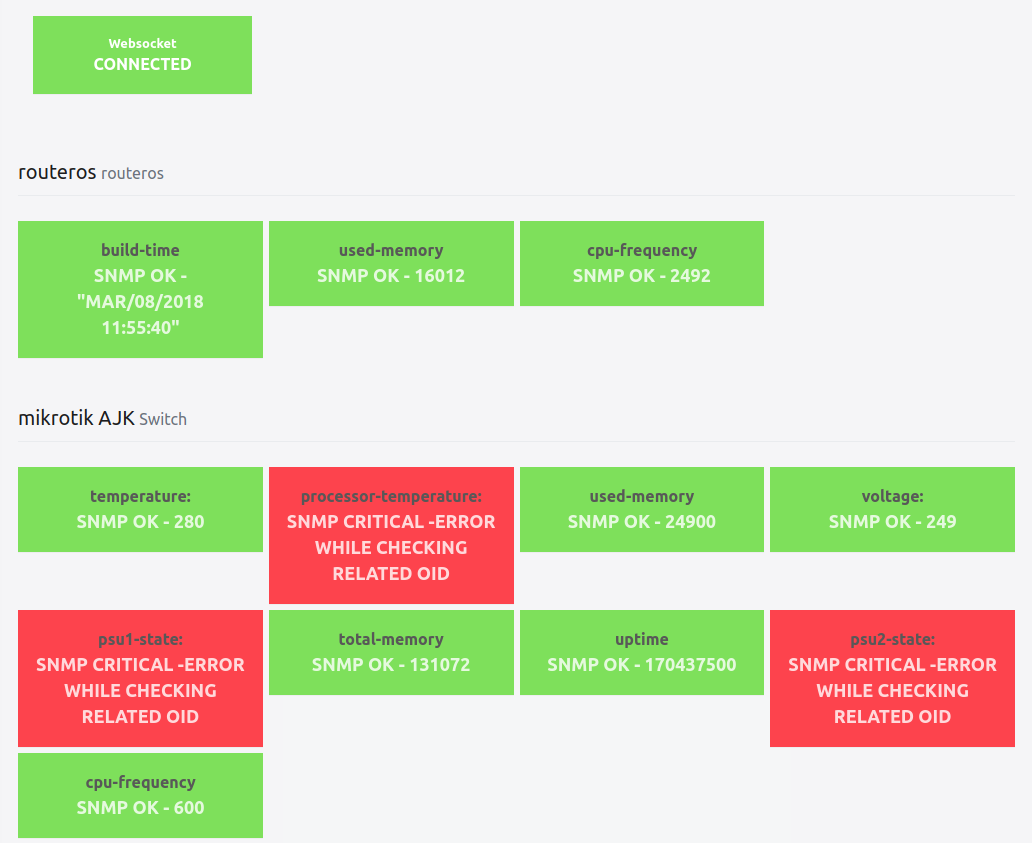 Websocket
CONNECTED
routeros routeros
build-time
SNMP OK -
"MAR/08/2018
11:55:40"
used-memory
SNMP OK - 16012
cpu-frequency
SNMP OK - 2492
mikrotik AJK Switch
temperature:
SNMP OK - 280
processor-temperature:
SNMP CRITICAL -ERROR
WHILE CHECKING
RELATED OID
used-memory
SNMP OK - 24900
voltage:
SNMP OK - 249
psu1-state:
SNMP CRITICAL -ERROR
WHILE CHECKING
RELATED OID
total-memory
SNMP OK - 131072
uptime
SNMP OK - 170437500
psu2-state:
SNMP CRITICAL -ERROR
WHILE CHECKING
RELATED OID
cpu-frequency
SNMP OK - 600